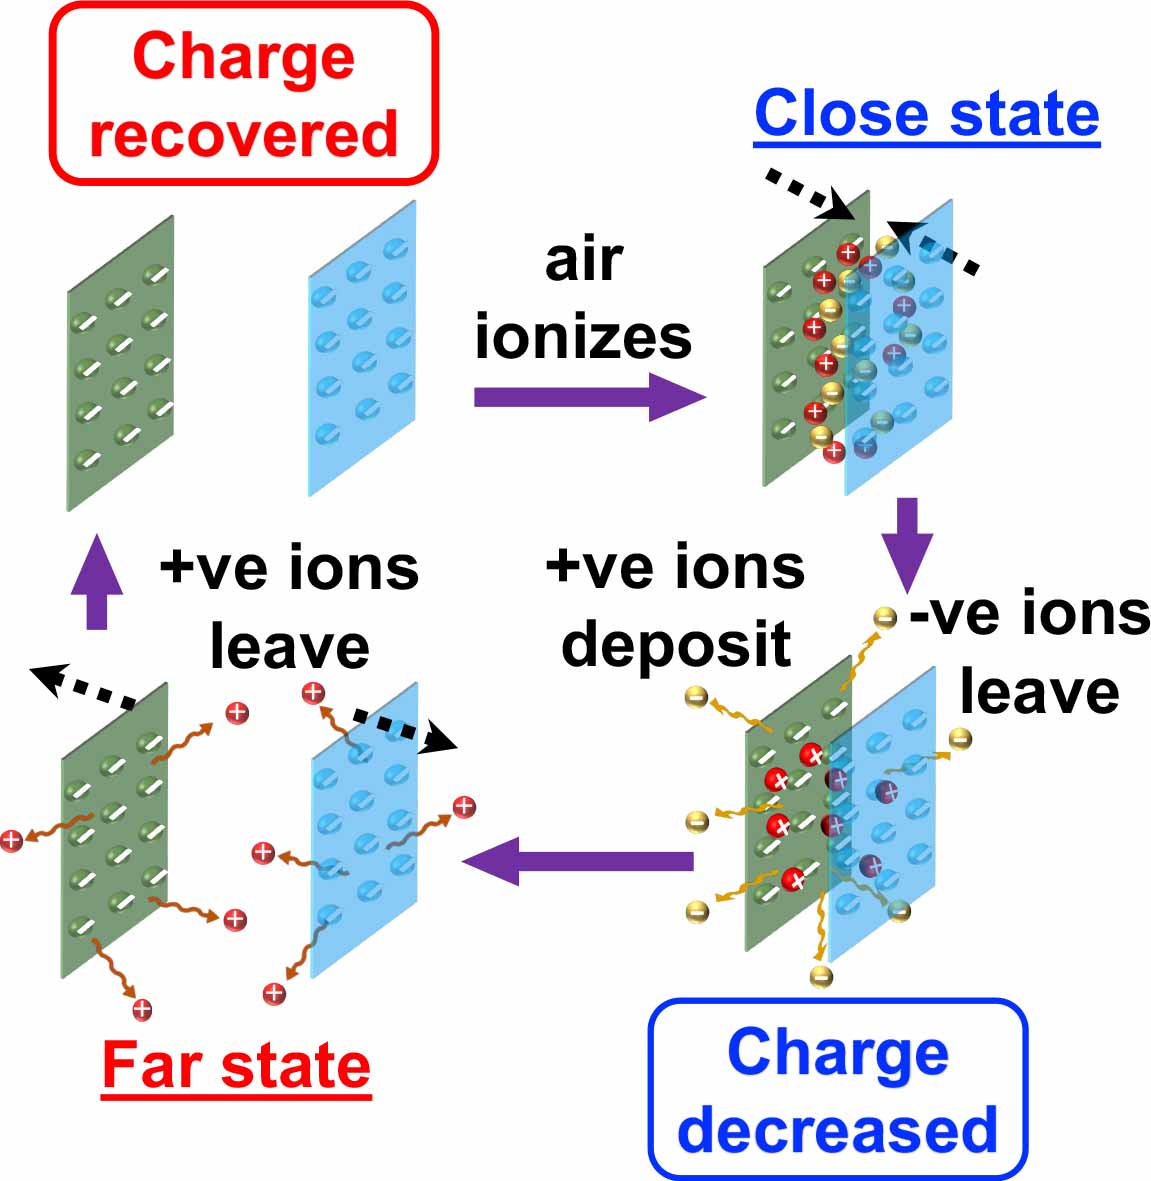 Charge
recovered
Close state
air
ionizes
+ve ions
leave
+ve ions
deposit
-ve ions
leave
Far state
Charge
decreased